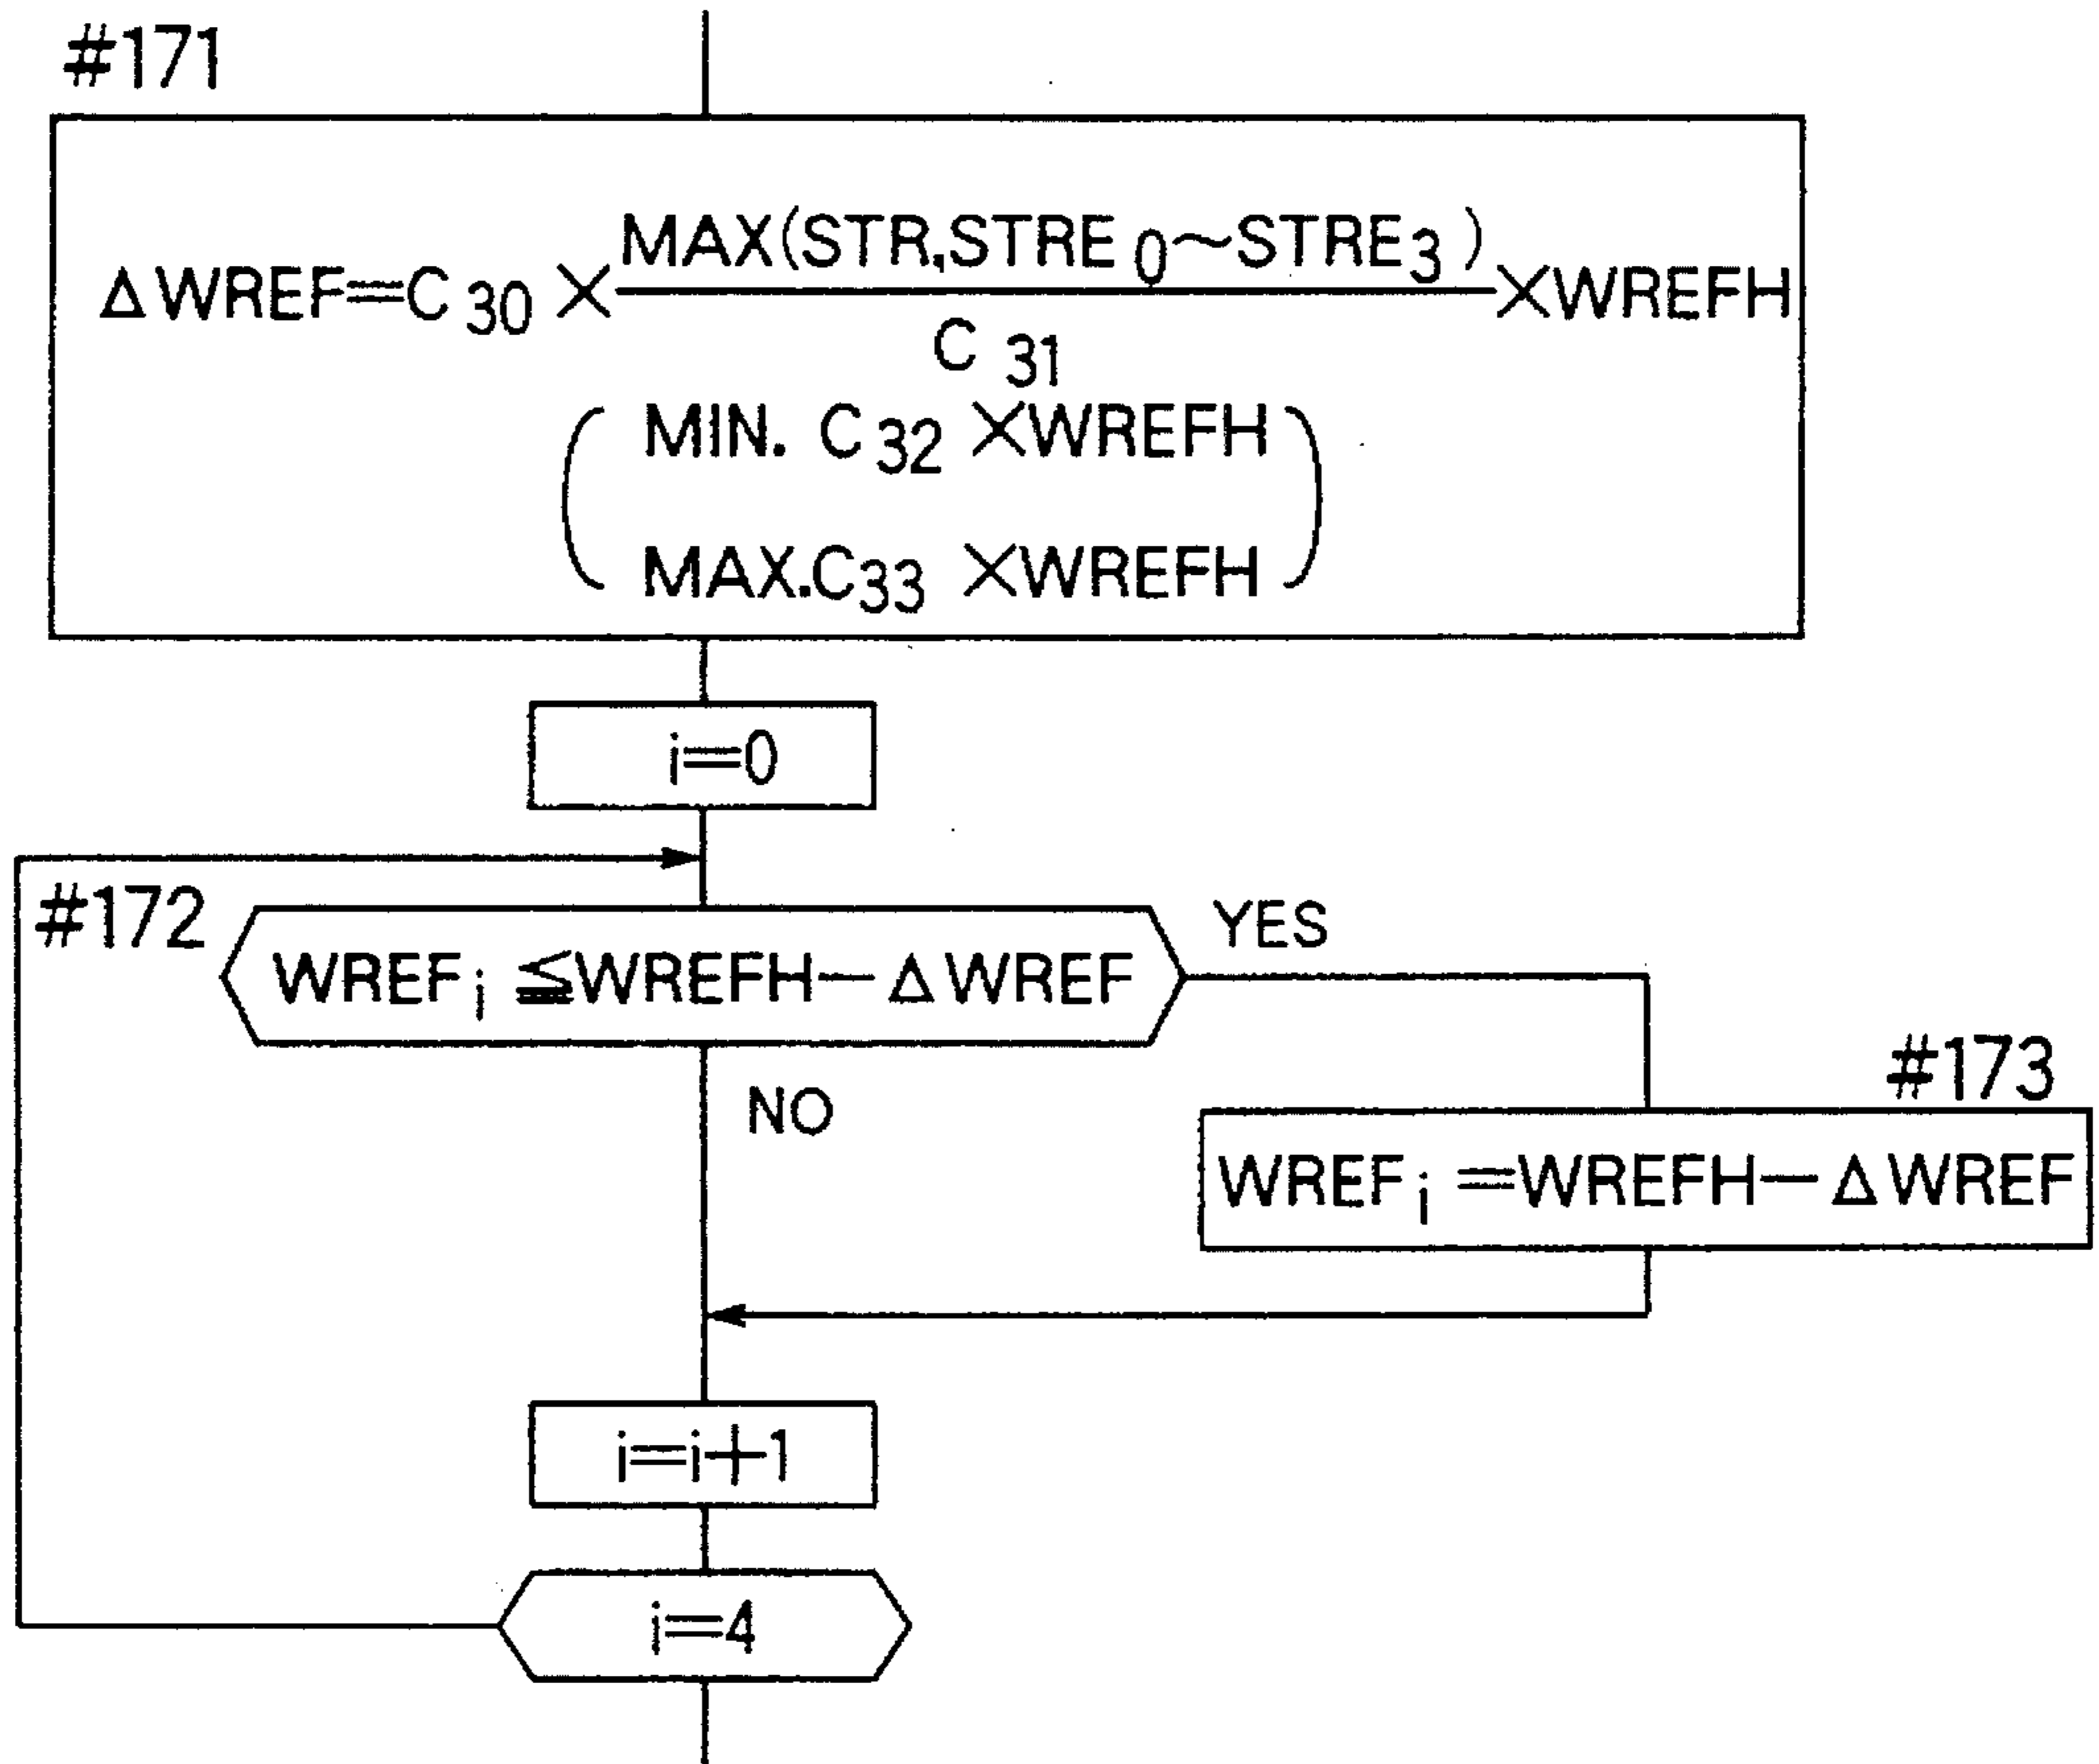 #171
MAX(STR,STRE₀~STRE₃)
ΔWREF=C₃₀×――×WREFH
C₃₁
MIN. C₃₂ ×WREFH
MAX.C₃₃ ×WREFH
i=0
#172
YES
WREFᵢ ≦WREFH-ΔWREF
#173
NO
WREFᵢ =WREFH-ΔWREF
i=i+1
i=4